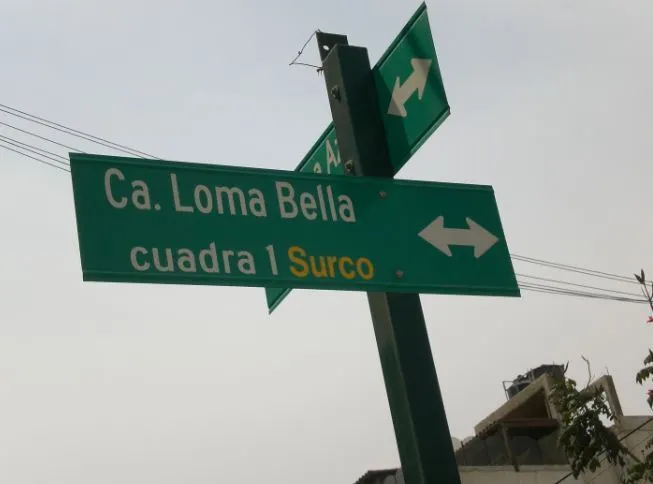 Ca. Loma Bella
cuadra 1 Surco